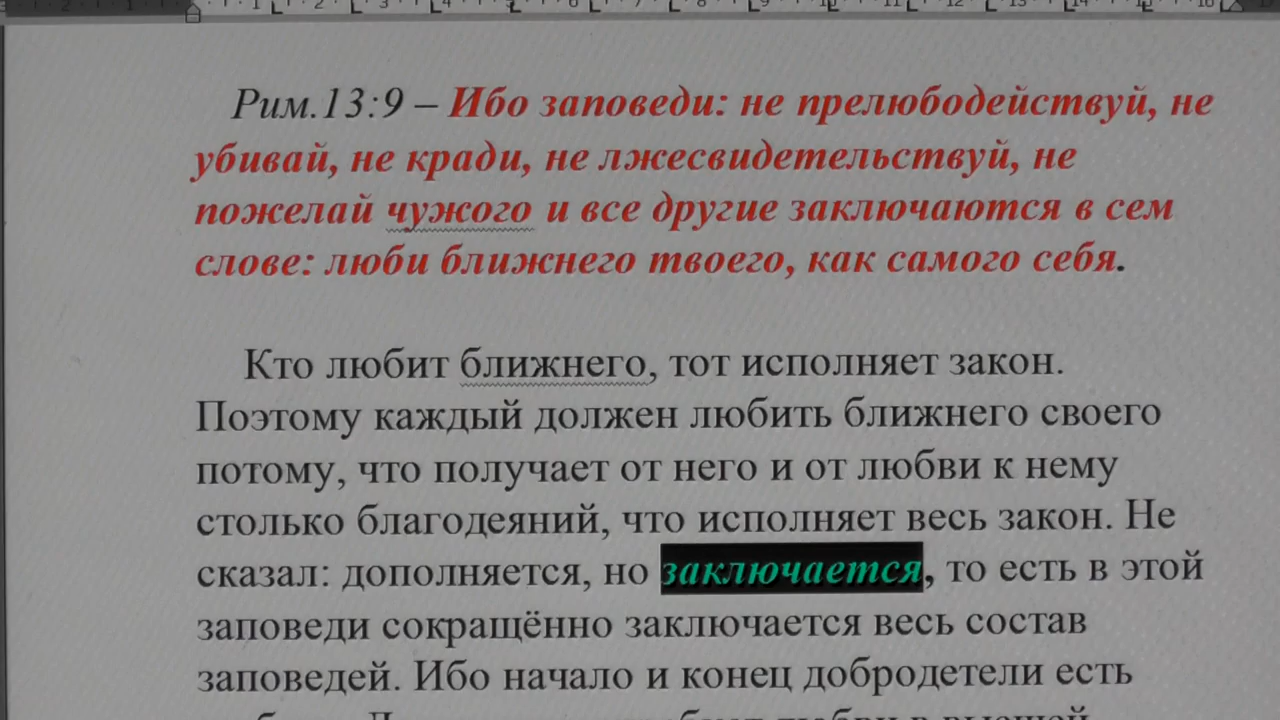 Рим.13:9 – Ибо заповеди: не прелюбодействуй, не
убивай, не кради, не лжесвидетельствуй, не
пожелай чужого и все другие заключаются в сем
слове: люби ближнего твоего, как самого себя.
Кто любит ближнего, тот исполняет закон.
Поэтому каждый должен любить ближнего своего
потому, что получает от него и от любви к нему
столько благодеяний, что исполняет весь закон. Не
сказал: дополняется, но заключается, то есть в этой
заповеди сокращённо заключается весь состав
заповедей. Ибо начало и конец добродетели есть